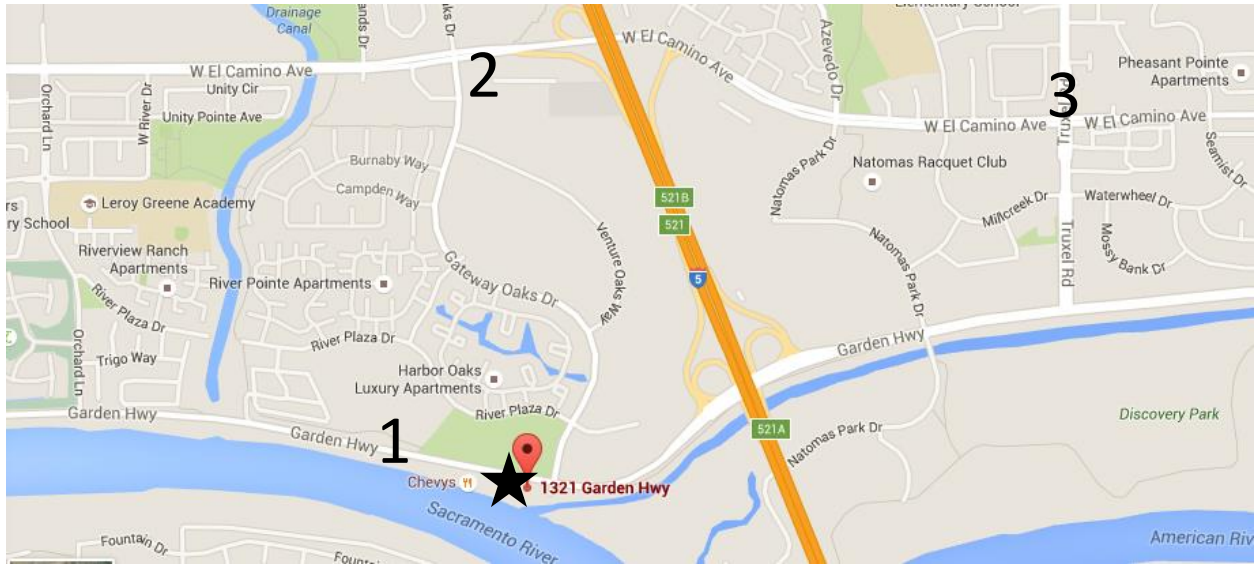 Drainage
Canal
W El Camino Ave
2
W El Camino Ave
Azevedo Dr
3
Pheasant Pointe
Apartments
W El Camino Ave
W El Camino Ave
Orchard Ln
W River Dr
Unity Cir
Unity Pointe Ave
Burnaby Way
Campden Way
Natomas Park Dr
Natomas Racquet Club
Seamist Dr
Leroy Greene Academy
ry School
521B
521
Millcreek Dr
Waterwheel Dr
Truxel Rd
Mossy Bank Dr
Riverview Ranch
Apartments
River Pointe Apartments
Gateway Oaks Dr
Venture Oaks Way
5
Natomas Park Dr
River Plaza Dr
River Plaza Dr
Trigo Way
Orchard Ln
Harbor Oaks
Luxury Apartments
Garden Hwy
River Plaza Dr
Garden Hwy
Garden Hwy
1
521A
Natomas Park Dr
Discovery Park
Chevys
1321 Garden Hwy
Sacramento River
Fountain Dr
American Riv